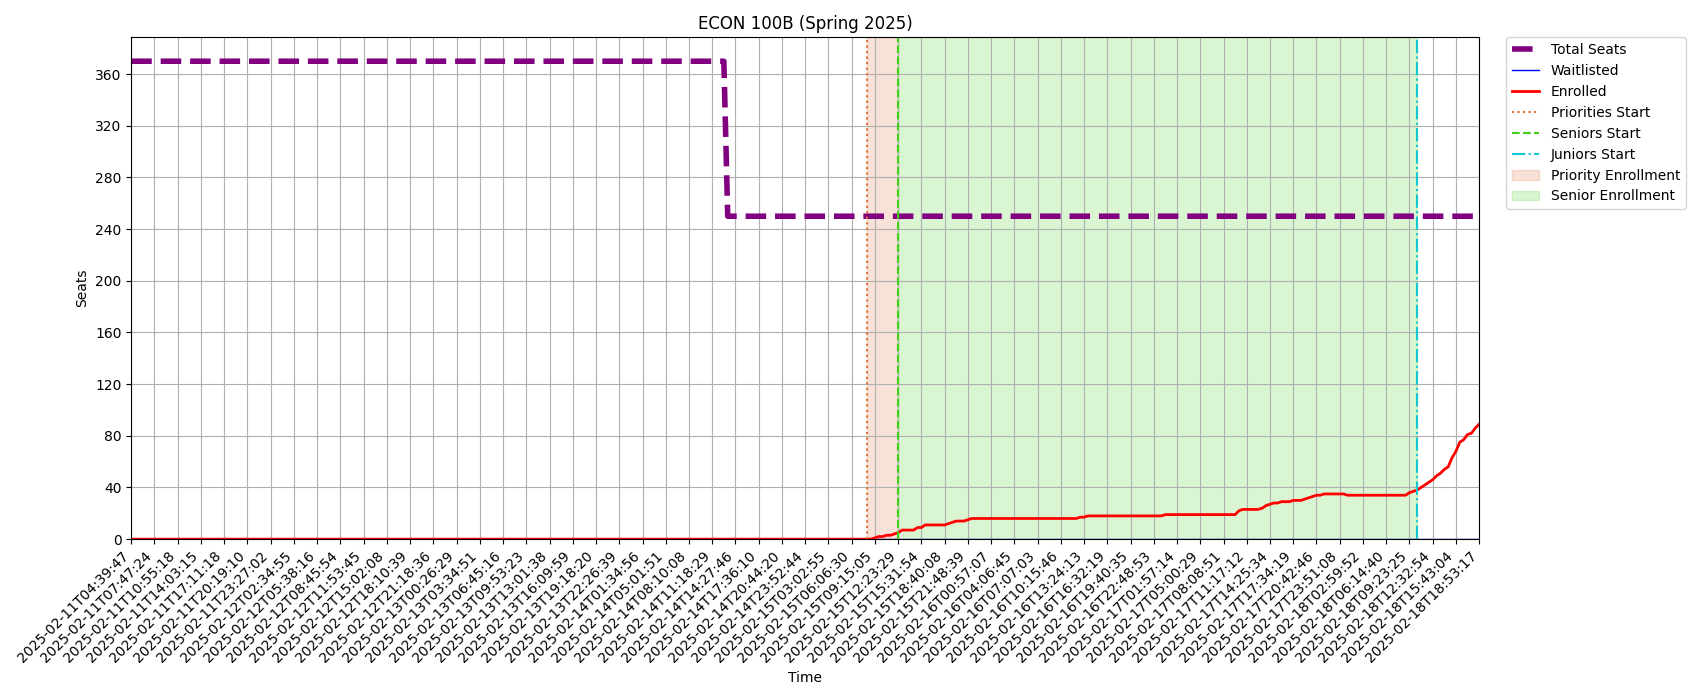 ECON 100B (Spring 2025)
Seats
360
320
280
240
200
160
120
80
40
0
2025-02-11T04:39:47
2025-02-11T07:47:24
2025-02-11T10:55:18
2025-02-11T14:03:15
2025-02-11T17:11:18
2025-02-11T20:19:10
2025-02-11T23:27:02
2025-02-12T02:34:55
2025-02-12T05:38:16
2025-02-12T08:45:54
2025-02-12T11:53:45
2025-02-12T15:02:08
2025-02-12T18:10:39
2025-02-12T21:18:36
2025-02-13T00:26:29
2025-02-13T03:34:51
2025-02-13T06:45:16
2025-02-13T09:53:23
2025-02-13T13:01:38
2025-02-13T16:09:59
2025-02-13T19:18:20
2025-02-13T22:26:39
2025-02-14T01:34:56
2025-02-14T05:01:51
2025-02-14T08:10:08
2025-02-14T11:18:29
2025-02-14T14:27:46
2025-02-14T17:36:10
2025-02-14T20:44:20
2025-02-14T23:52:44
2025-02-15T03:02:55
2025-02-15T06:06:30
2025-02-15T09:15:05
2025-02-15T12:23:29
2025-02-15T15:31:54
2025-02-15T18:40:08
2025-02-15T21:48:39
2025-02-16T00:57:07
2025-02-16T04:06:45
2025-02-16T07:07:03
2025-02-16T10:15:46
2025-02-16T13:24:13
2025-02-16T16:32:19
2025-02-16T19:40:35
2025-02-16T22:48:53
2025-02-17T01:57:14
2025-02-17T05:00:29
2025-02-17T08:08:51
2025-02-17T11:17:12
2025-02-17T14:25:34
2025-02-17T17:34:19
2025-02-17T20:42:46
2025-02-17T23:51:08
2025-02-18T02:59:52
2025-02-18T06:14:40
2025-02-18T09:23:25
2025-02-18T12:32:54
2025-02-18T15:43:04
2025-02-18T18:53:17
Time
Total Seats
Waitlisted
Enrolled
Priorities Start
Seniors Start
Juniors Start
Priority Enrollment
Senior Enrollment